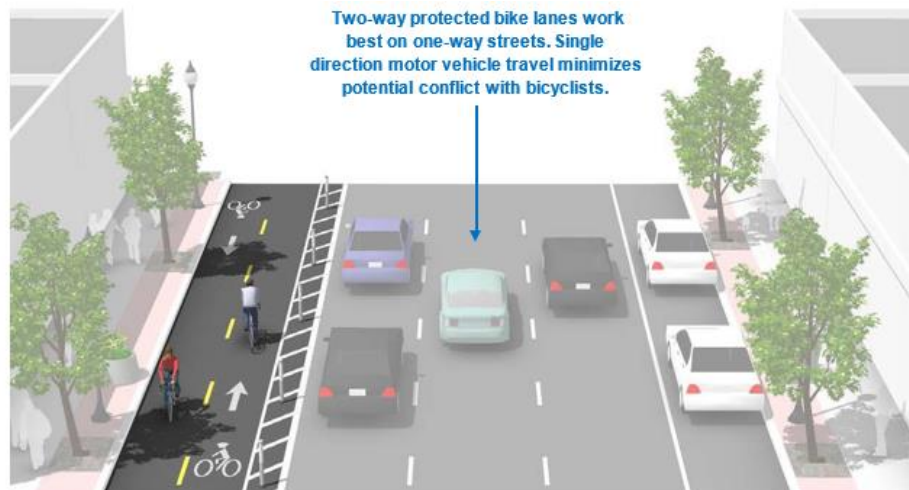 Two-way protected bike lanes work
best on one-way streets. Single
direction motor vehicle travel minimizes
potential conflict with bicyclists.